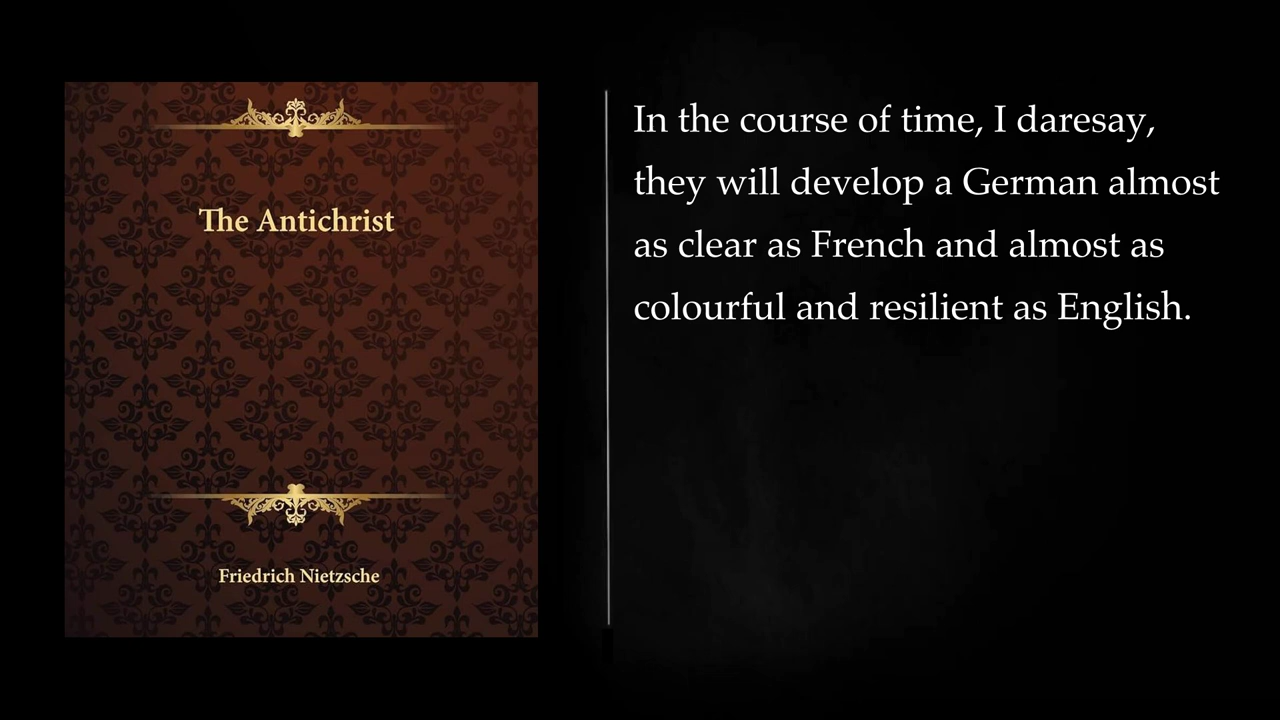 The Antichrist
Friedrich Nietzsche
In the course of time, I daresay,
they will develop a German almost
as clear as French and almost as
colourful and resilient as English.